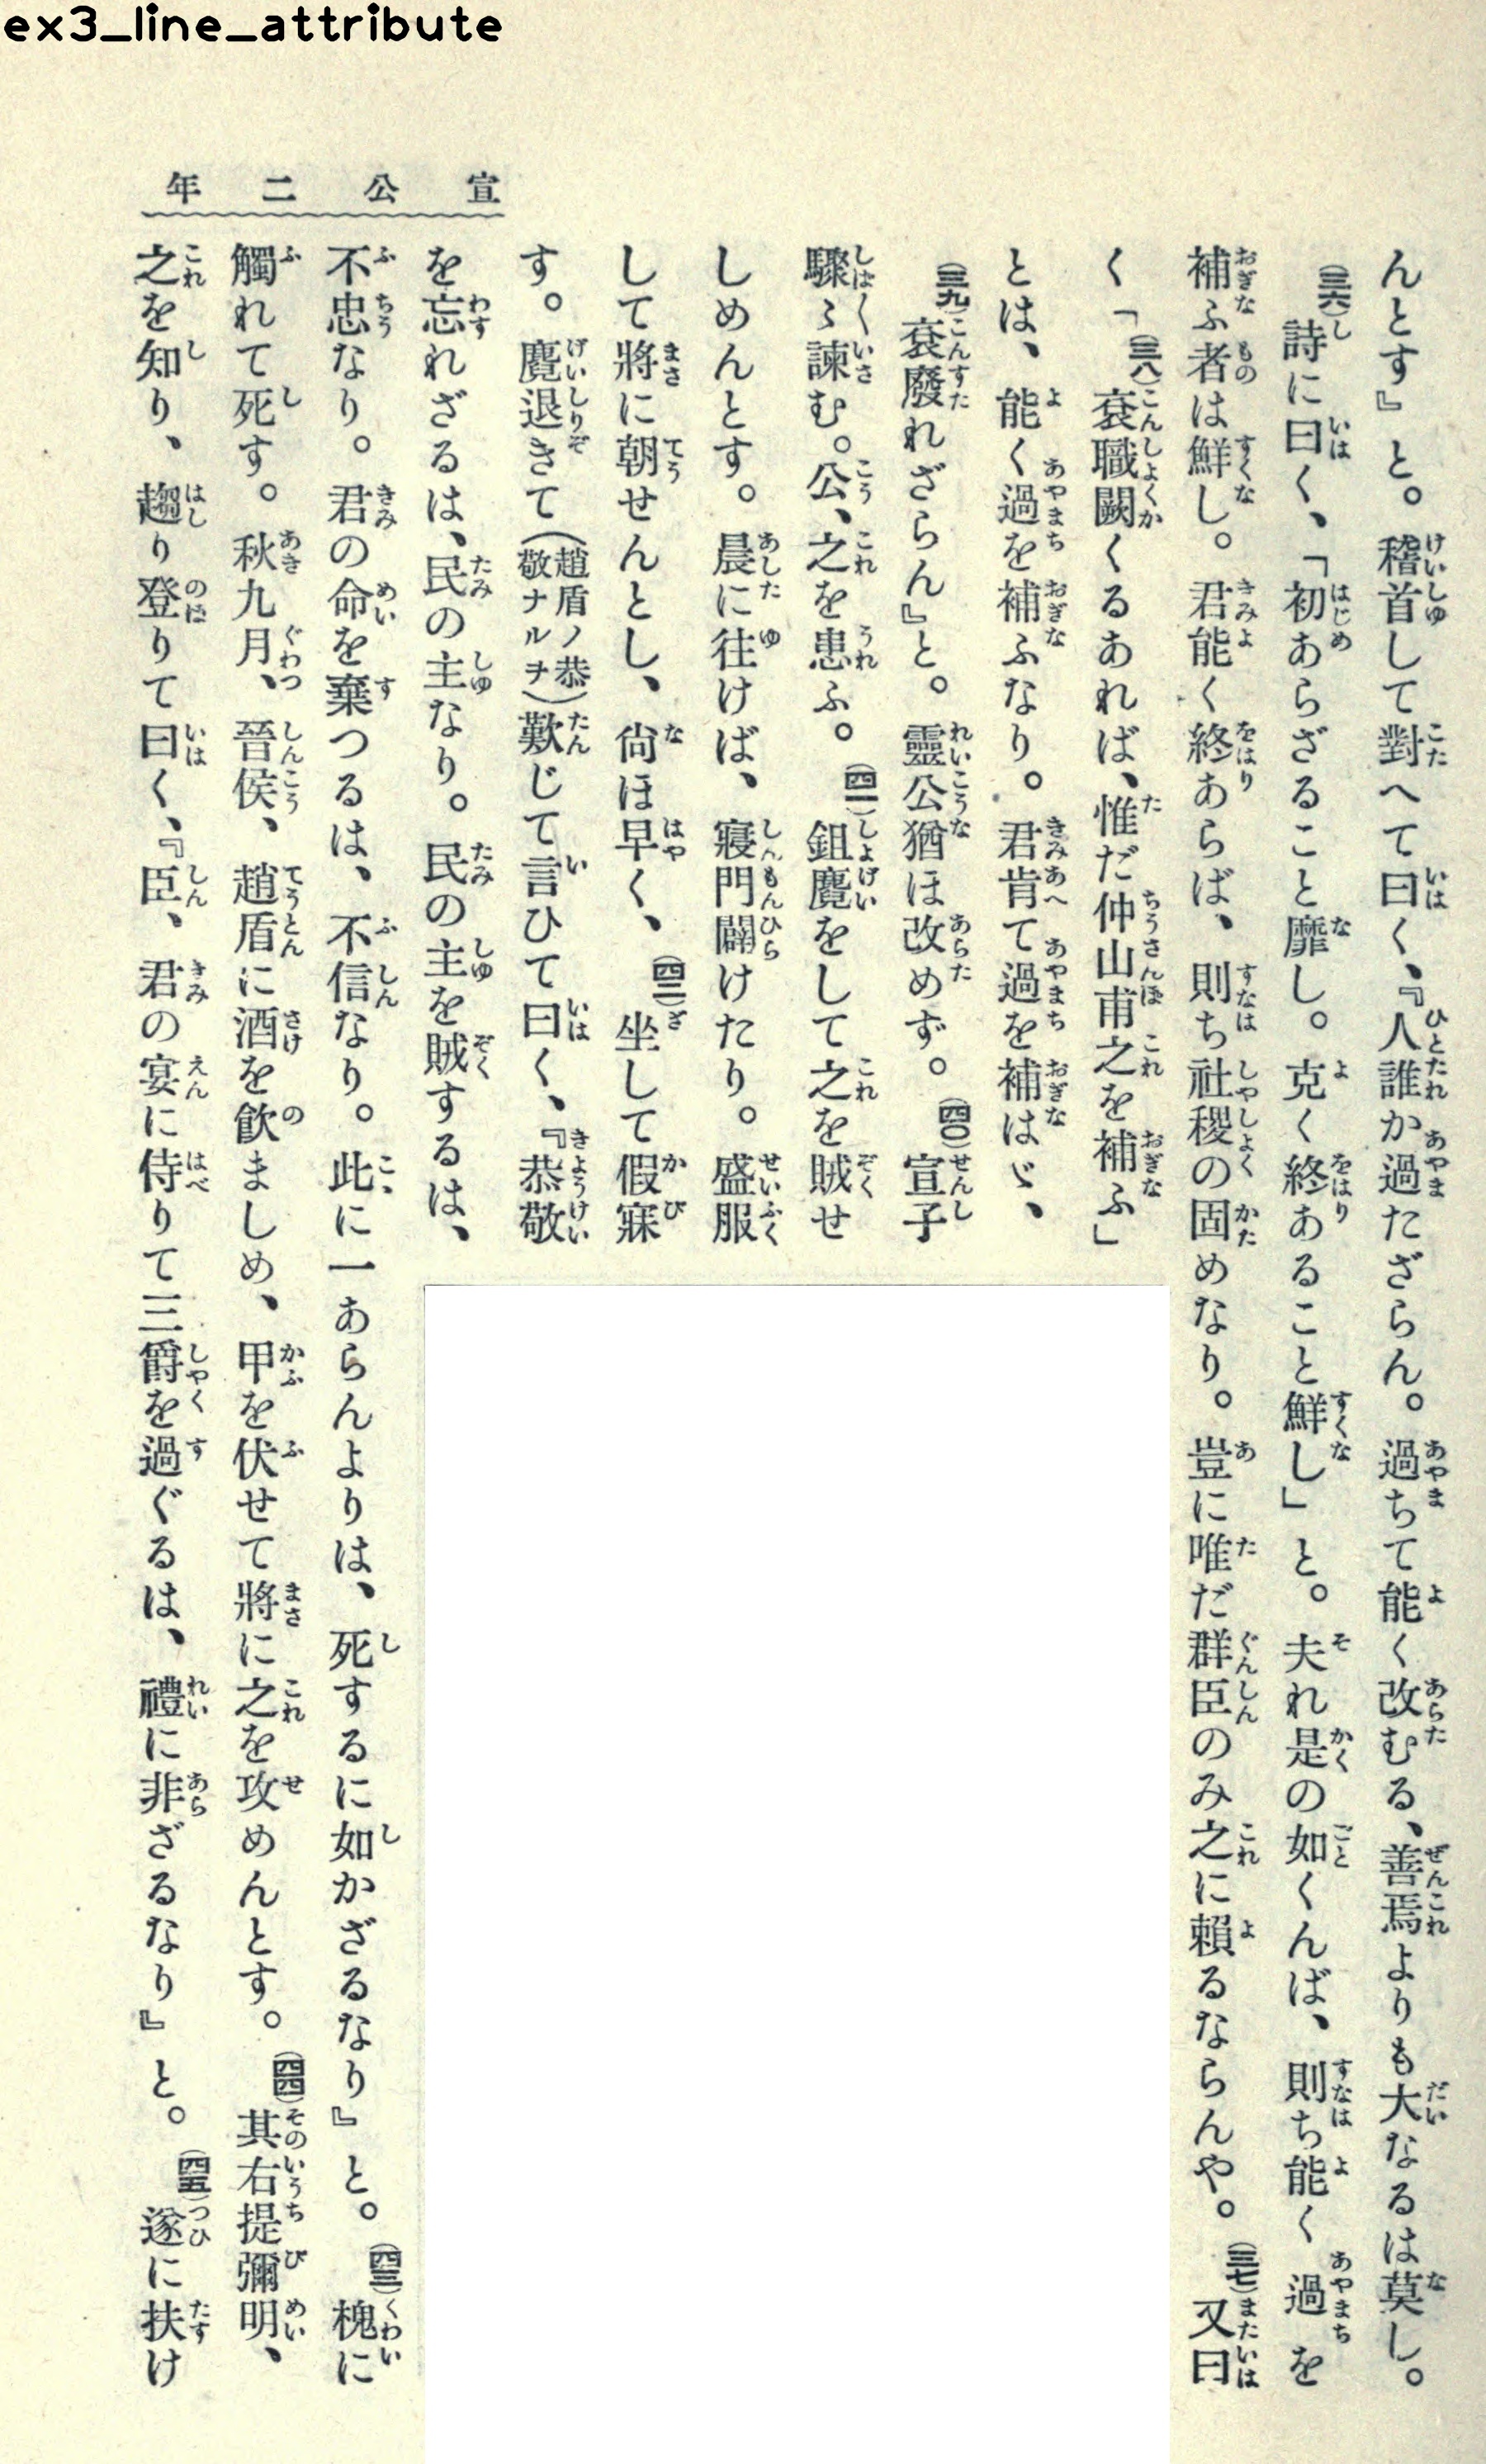 ex3_line_attribute
宣公二年
んとす』と。稽首して對へて曰く、『人誰か過たざらん。過ちて能く改むる、善焉よりも大なるは莫し。
(三六)詩に曰く、「初あらざること靡し。克く終あること鮮し」と。夫れ是の如くんば、則ち能く過を
補ふ者は鮮し。君能く終あらば、則ち社稷の固めなり。豈に唯だ群臣のみ之に賴るならんや。(三七)又曰
く「(三八)袞職闕くるあれば、惟だ仲山甫之を補ふ」
とは、能く過を補ふなり。君肯て過を補はゞ、
(三九)袞廢れざらん』と。靈公猶ほ改めず。(四〇)宣子
驟〻諫む。公、之を患ふ。(四一)鉏麑をして之を賊せ
しめんとす。晨に往けば、寢門闢けたり。盛服
して將に朝せんとし、尙ほ早く、(四二)坐して假寐
す。麑退きて(趙盾ノ恭敬ナルヲ)歎じて言ひて曰く、『恭敬
を忘れざるは、民の主なり。民の主を賊するは、
不忠なり。君の命を棄つるは、不信なり。此に一あらんよりは、死するに如かざるなり』と。(四三)槐に
觸れて死す。秋九月、晉侯、趙盾に酒を飮ましめ、甲を伏せて將に之を攻めんとす。(四四)其右提彌明、
之を知り、趨り登りて曰く、『臣、君の宴に侍りて三爵を過ぐるは、禮に非ざるなり』と。(四五)遂に扶け